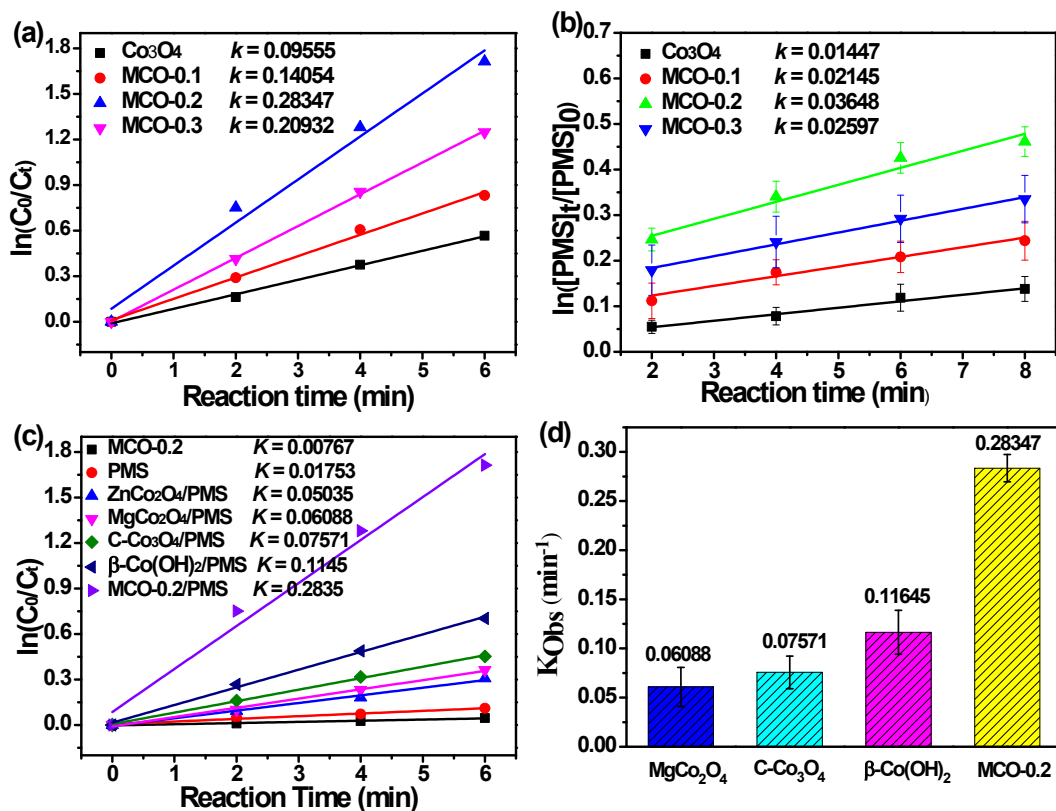 (a)
Co3O4 k = 0.09555
MCO-0.1 k = 0.14054
MCO-0.2 k = 0.28347
MCO-0.3 k = 0.20932
ln(C0/Ct)
1.8
1.5
1.2
0.9
0.6
0.3
0.0
0 1 2 3 4 5 6
Reaction time (min)
(b)
Co3O4 k = 0.01447
MCO-0.1 k = 0.02145
MCO-0.2 k = 0.03648
MCO-0.3 k = 0.02597
ln([PMS]t/[PMS]0)
0.7
0.6
0.5
0.4
0.3
0.2
0.1
0.0
2 3 4 5 6 7 8
Reaction time (min)
(c)
MCO-0.2 K = 0.00767
PMS K = 0.01753
ZnCo2O4/PMS K = 0.05035
MgCo2O4/PMS K = 0.06088
C-Co3O4/PMS K = 0.07571
β-Co(OH)2/PMS K = 0.1145
MCO-0.2/PMS K = 0.2835
ln(C0/Ct)
1.8
1.5
1.2
0.9
0.6
0.3
0.0
0 1 2 3 4 5 6
Reaction Time (min)
(d)
KObs (min-1)
0.30
0.25
0.20
0.15
0.10
0.05
0.00
0.06088
0.07571
0.11645
0.28347
MgCo2O4 C-Co3O4 β-Co(OH)2 MCO-0.2